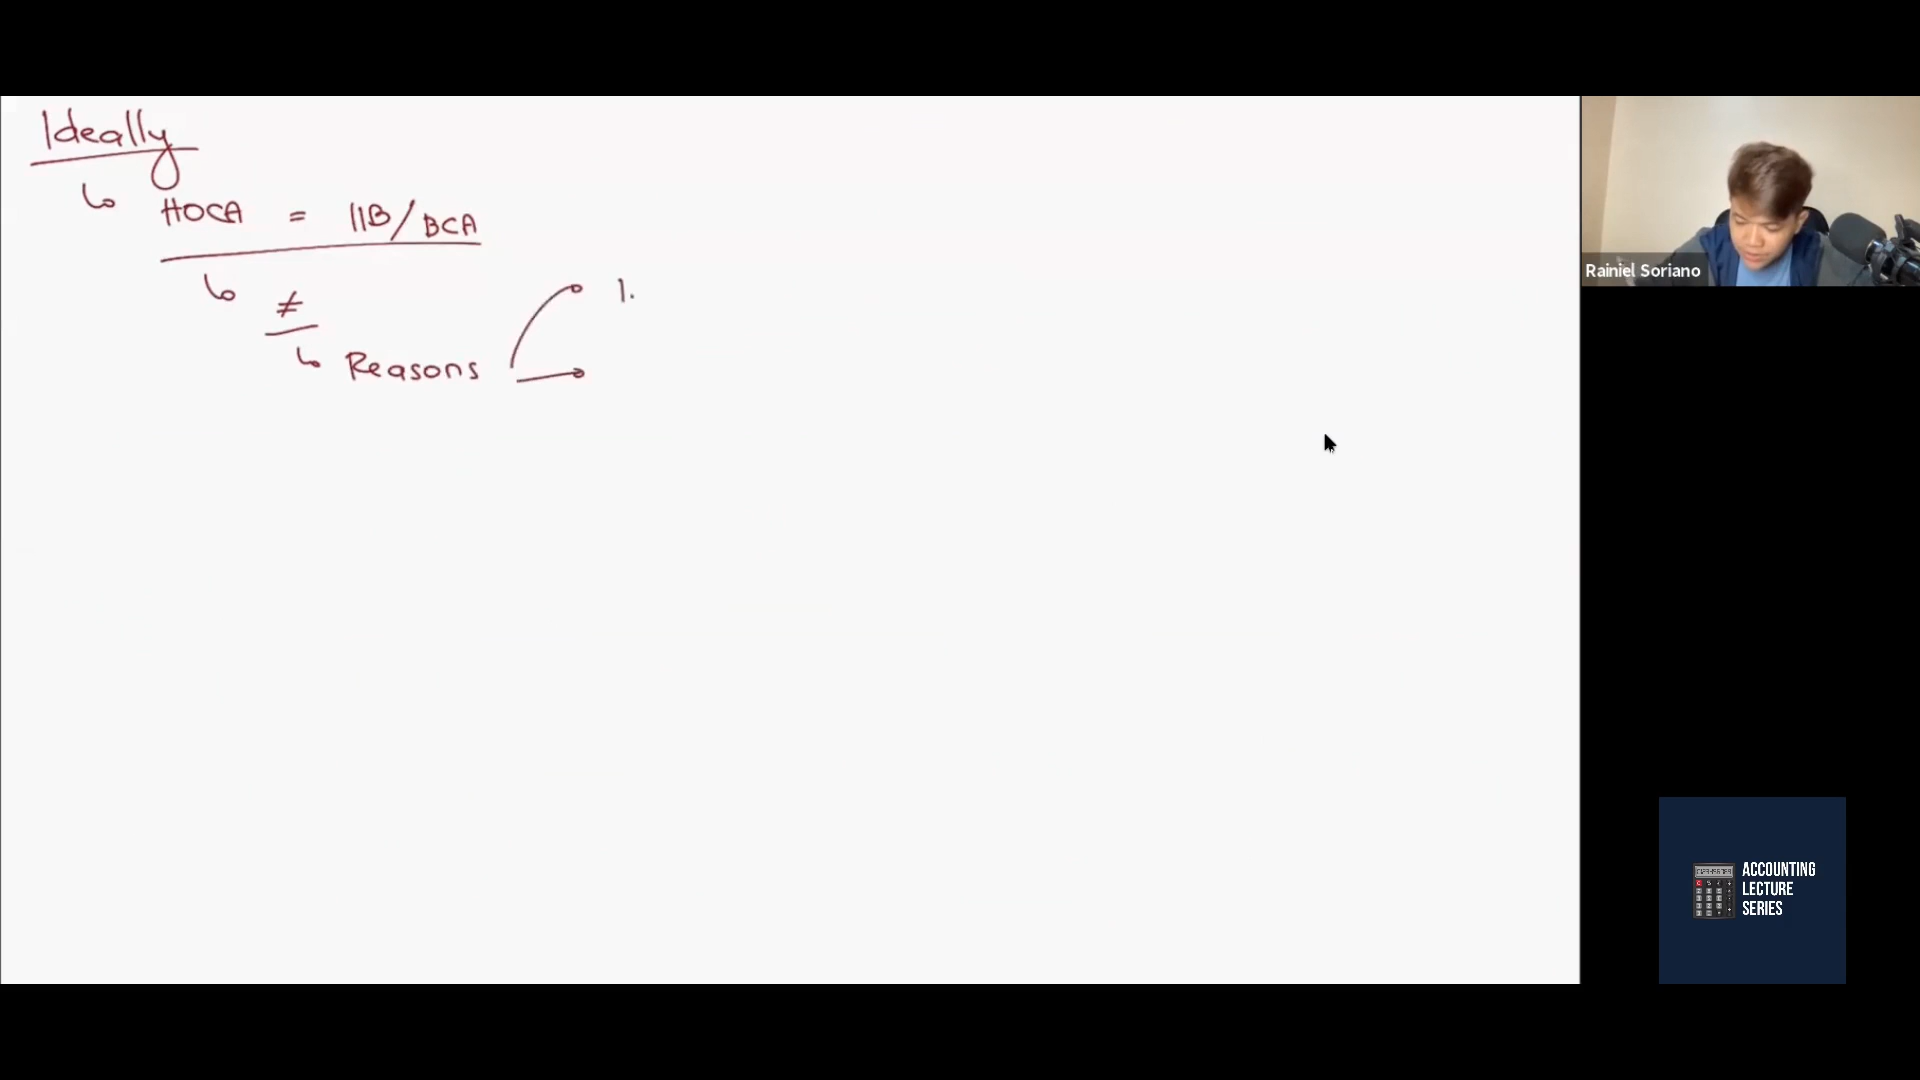 Ideally
↳ HOCA = IIB/BCA
↳ ≠
↳ Reasons
1.
Rainiel Soriano
ACCOUNTING
LECTURE
SERIES